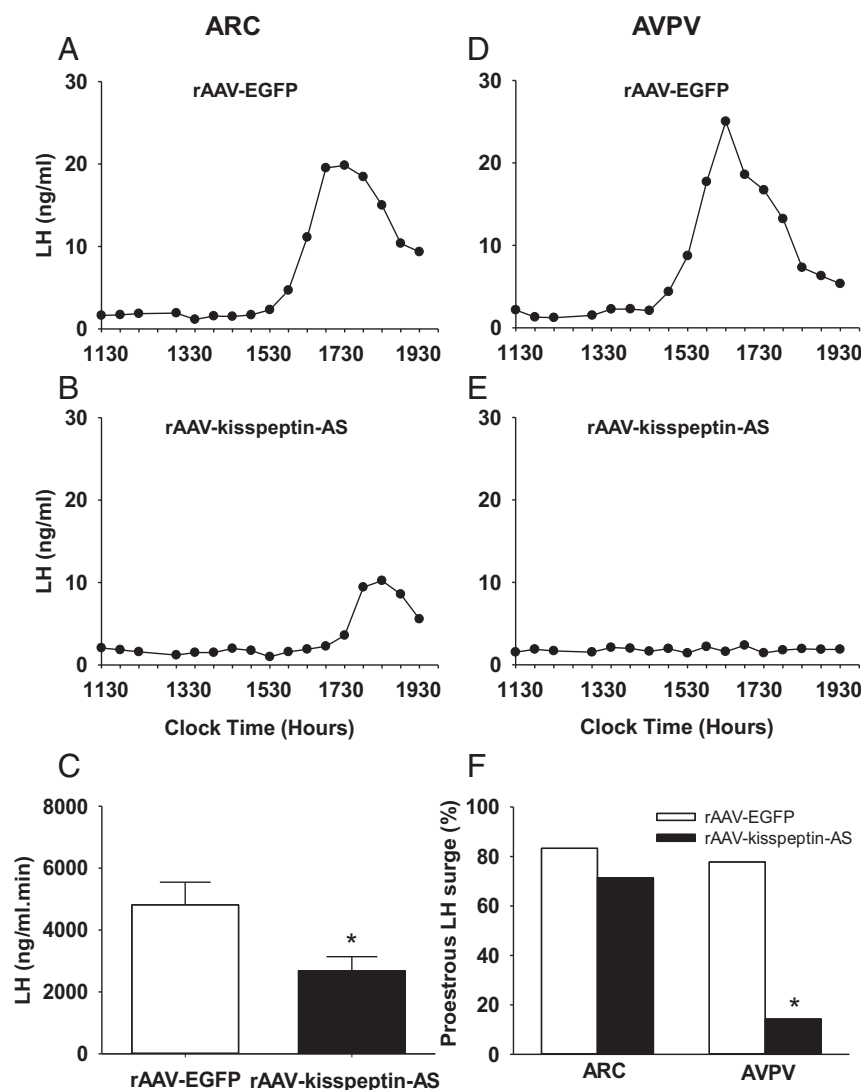 ARC
AVPV
A
rAAV-EGFP
LH (ng/ml)
30
20
10
0
1130 1330 1530 1730 1930
D
rAAV-EGFP
30
20
10
0
1130 1330 1530 1730 1930
B
rAAV-kisspeptin-AS
LH (ng/ml)
30
20
10
0
1130 1330 1530 1730 1930
Clock Time (Hours)
E
rAAV-kisspeptin-AS
30
20
10
0
1130 1330 1530 1730 1930
Clock Time (Hours)
C
LH (ng/ml.min)
8000
6000
4000
2000
0
*
rAAV-EGFP rAAV-kisspeptin-AS
F
Proestrous LH surge (%)
100
80
60
40
20
0
rAAV-EGFP
rAAV-kisspeptin-AS
*
ARC AVPV